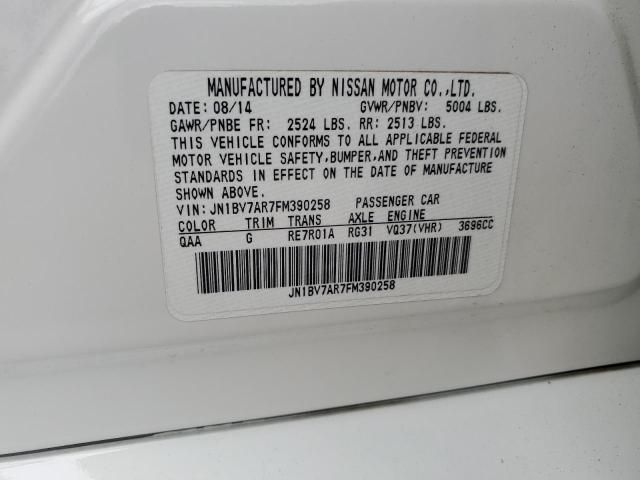 MANUFACTURED BY NISSAN MOTOR CO.,LTD.
DATE: 08/14 GVWR/PNBV: 5004 LBS.
GAWR/PNBE FR: 2524 LBS. RR: 2513 LBS.
THIS VEHICLE CONFORMS TO ALL APPLICABLE FEDERAL
MOTOR VEHICLE SAFETY,BUMPER,AND THEFT PREVENTION
STANDARDS IN EFFECT ON THE DATE OF MANUFACTURE
SHOWN ABOVE.
VIN:JN1BV7AR7FM390258 PASSENGER CAR
COLOR TRIM TRANS AXLE ENGINE
QAA G RE7R01A RG31 VQ37(VHR) 3696CC
JN1BV7AR7FM390258